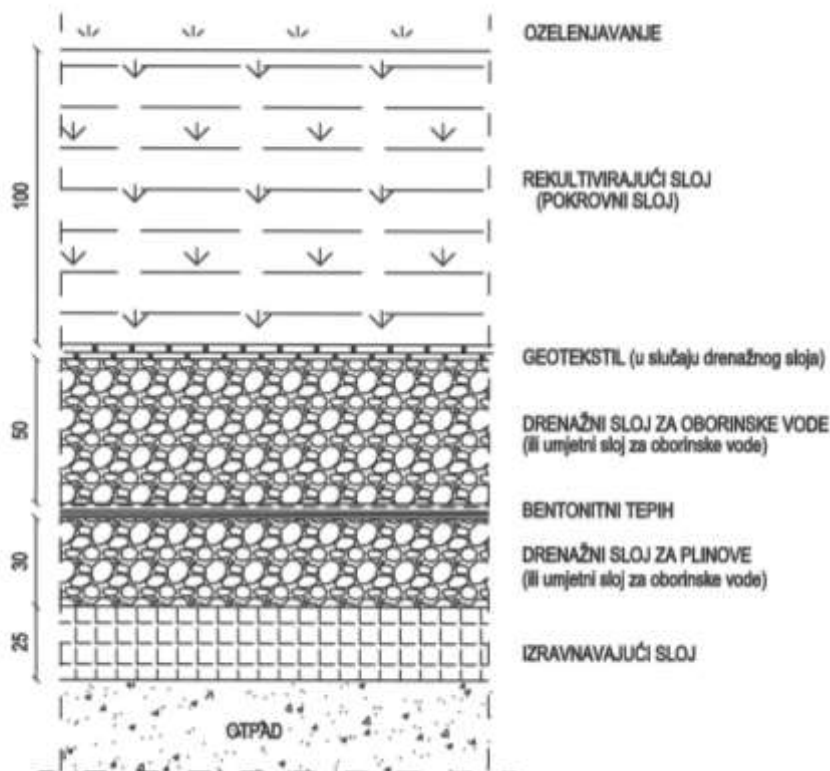 OZELENJAVANJE
100
REKULTIVIRAJUĆI SLOJ
(POKROVNI SLOJ)
GEOTEKSTIL (u slučaju drenažnog sloja)
50
DRENAŽNI SLOJ ZA OBORINSKE VODE
(ili umjetni sloj za oborinske vode)
BENTONITNI TEPIH
30
DRENAŽNI SLOJ ZA PLINOVE
(ili umjetni sloj za oborinske vode)
25
IZRAVNAVAJUĆI SLOJ
OTPAD